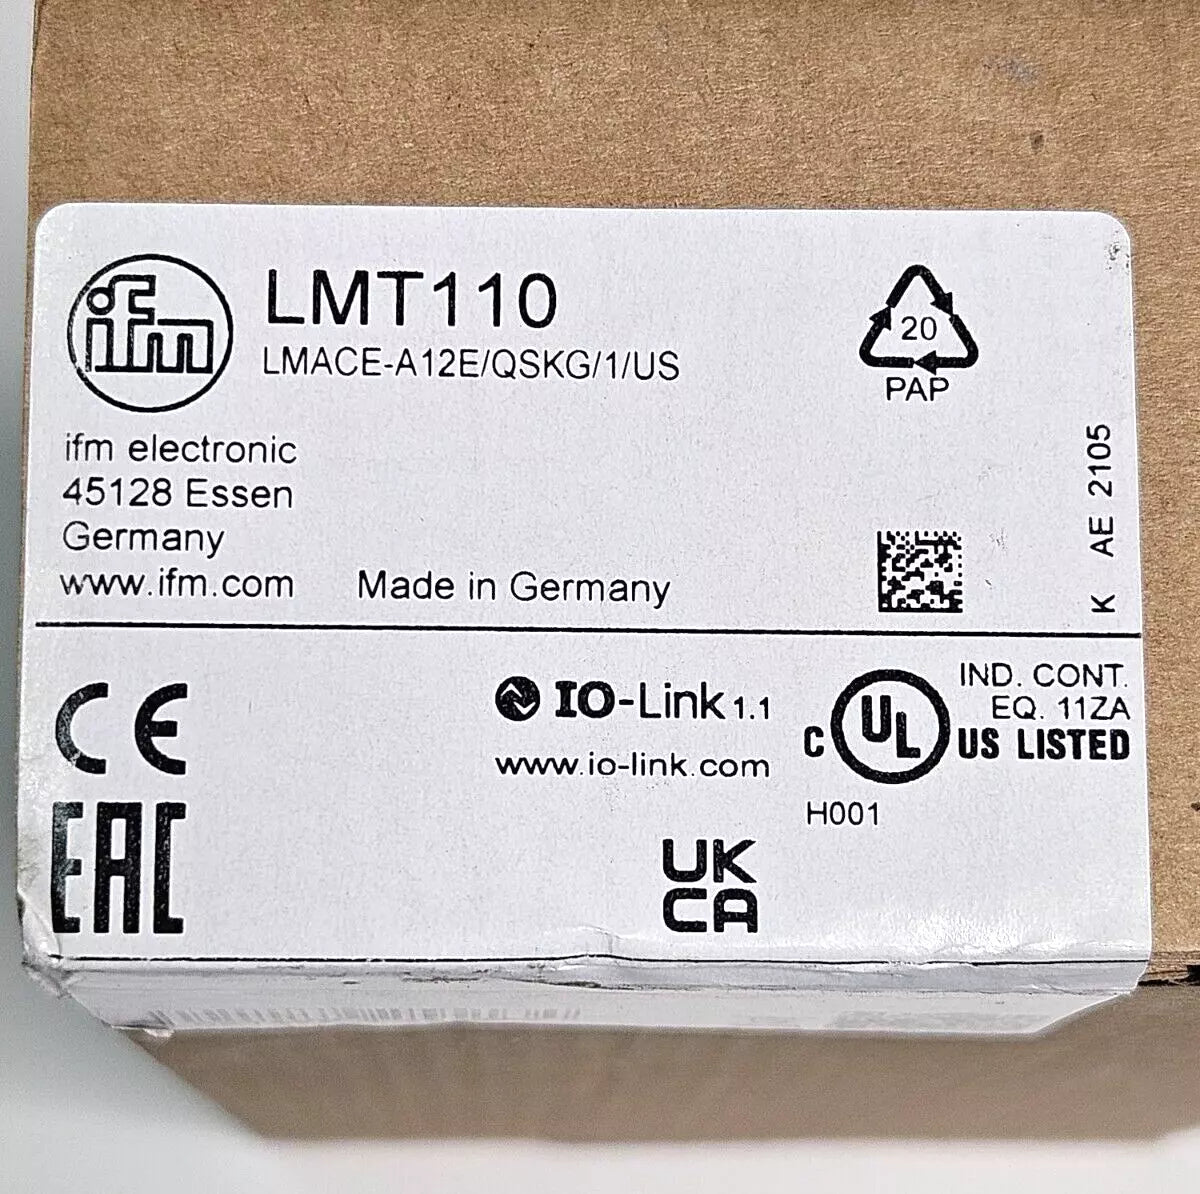 ifm
LMT110
LMACE-A12E/QSKG/1/US
20
PAP
ifm electronic
45128 Essen
Germany
www.ifm.com
Made in Germany
K AE 2105
CE
IO-Link 1.1
www.io-link.com
C UL US LISTED
IND. CONT.
EQ. 11ZA
H001
EAC
UK
CA